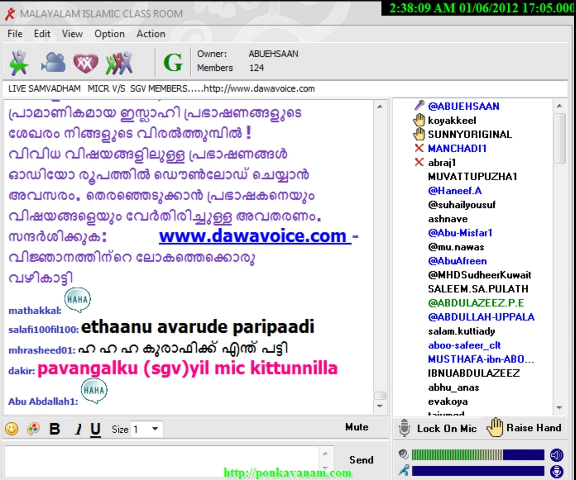 MALAYALAM ISLAMIC CLASS ROOM
2:38:09 AM 01/06/2012 17:05.000
File Edit View Option Action
G
Owner: ABUEHSAAN
Members 124
LIVE SAMVADHAM MICR V/S SGV MEMBERS.....http://www.dawavoice.com
പ്രാമാണികമായ ഇസ്ലാഹി പ്രഭാഷണങ്ങളുടെ
ശേഖരം നിങ്ങളുടെ വിരൽത്തുമ്പിൽ !
വിവിധ വിഷയങ്ങളിലുള്ള പ്രഭാഷണങ്ങൾ
ഓഡിയോ രൂപത്തിൽ ഡൌൺലോഡ് ചെയ്യാൻ
അവസരം. തെരഞ്ഞെടുക്കാൻ പ്രഭാഷകനെയും
വിഷയങ്ങളെയും വേർതിരിച്ചുള്ള അവതരണം.
സന്ദർശിക്കുക: www.dawavoice.com -
വിജ്ഞാനത്തിന്റെ ലോകത്തെക്കൊരു
വഴികാട്ടി
mathakkal: HAHA
salafi100fil100: ethaanu avarude paripaadi
mhrasheed01: ഹ ഹ ഹ കുറാഫിക്ക് എന്ത് പട്ടി
dakir: pavangalku (sgv)yil mic kittunnilla
Abu Abdallah1: HAHA
@ABUEHSAAN
koyakkeel
SUNNYORIGINAL
MANCHADI1
abraj1
MUVATTUPUZHA1
@Haneef.A
@suhailyousuf
ashnave
@Abu-Misfar1
@mu.nawas
@AbuAfreen
@MHDSudheerKuwait
SALEEM.SA.PULATH
@ABDULAZEEZ.P.E
@ABDULLAH-UPPALA
salam.kuttiady
aboo-safeer_clt
MUSTHAFA-ibn-ABO...
IBNUABDULAZEEZ
abhu_anas
evakoya
B I U Size 1 Mute
Lock On Mic Raise Hand
Send
http://ponkavanam.com